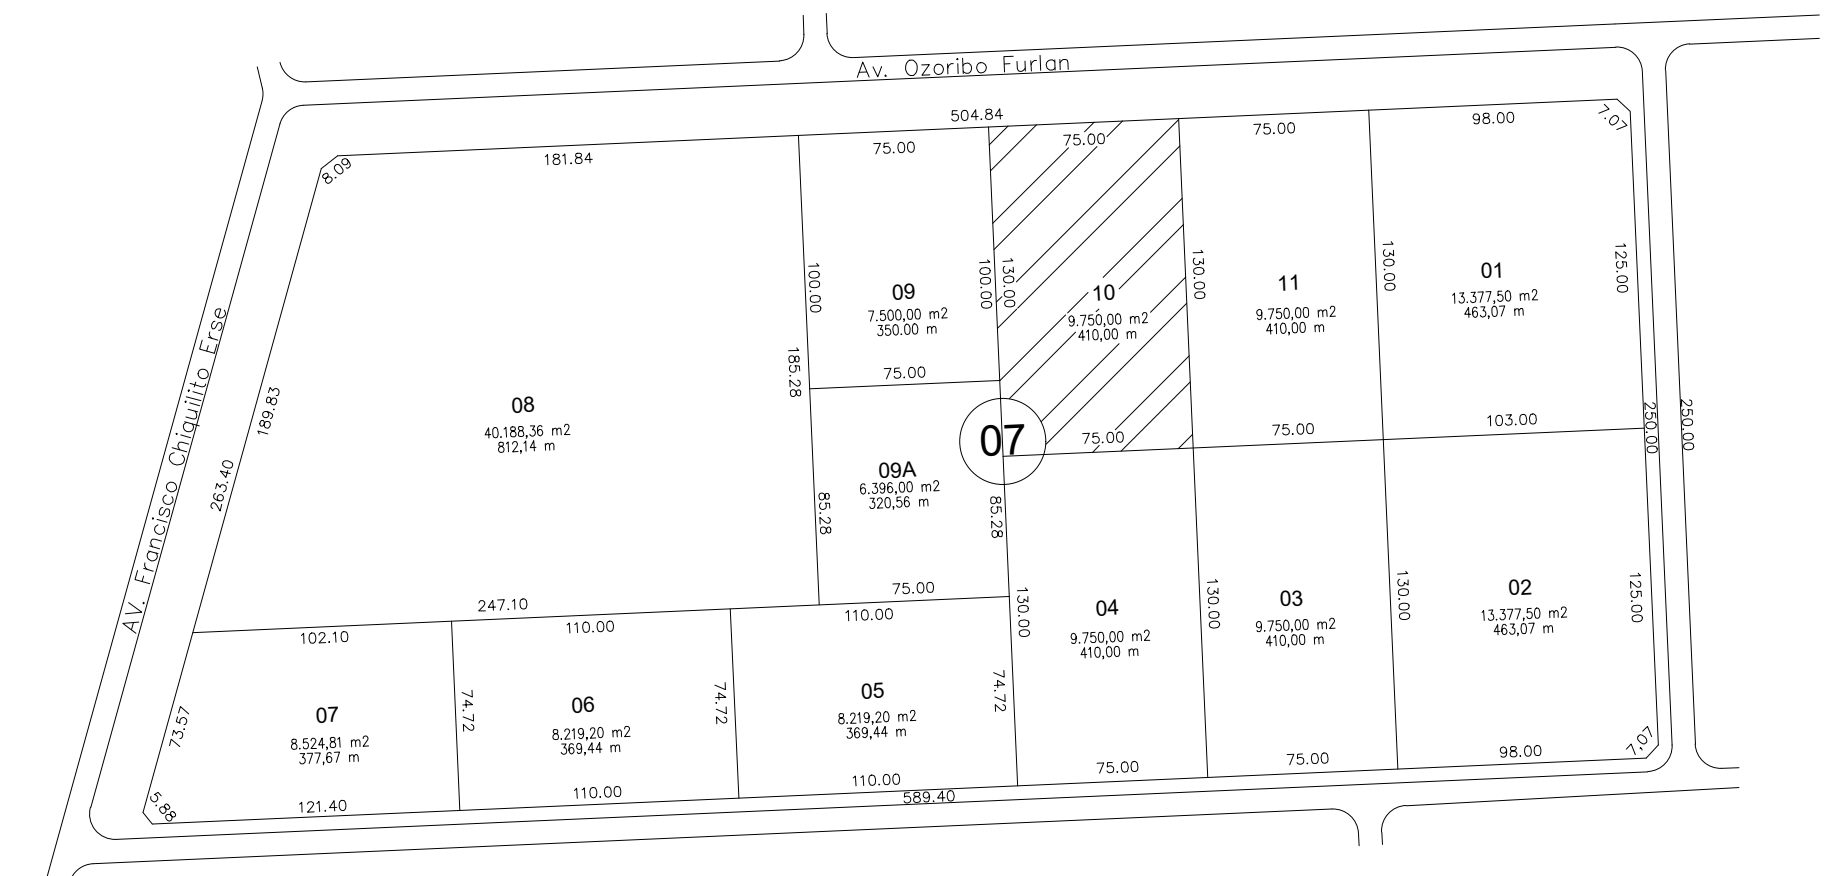 Av. Ozoribo Furlan
504.84
98.00
7.07
75.00
75.00
75.00
181.84
8.09
100.00
100.00
130.00
130.00
130.00
125.00
09
7.500,00 m2
350.00 m
10
9.750,00 m2
410,00 m
11
9.750,00 m2
410,00 m
01
13.377,50 m2
463,07 m
AV. Francisco Chiquilito Erse
189.83
263.40
185.28
75.00
08
40.188,36 m2
812,14 m
07
75.00
75.00
103.00
250.00
250.00
09A
6.396,00 m2
320,56 m
85.28
85.28
75.00
247.10
102.10
110.00
110.00
130.00
130.00
130.00
125.00
04
9.750,00 m2
410,00 m
03
9.750,00 m2
410,00 m
02
13.377,50 m2
463,07 m
73.57
74.72
74.72
74.72
07
8.524,81 m2
377,67 m
06
8.219,20 m2
369,44 m
05
8.219,20 m2
369,44 m
5.88
121.40
110.00
110.00
589.40
75.00
75.00
98.00
7,07